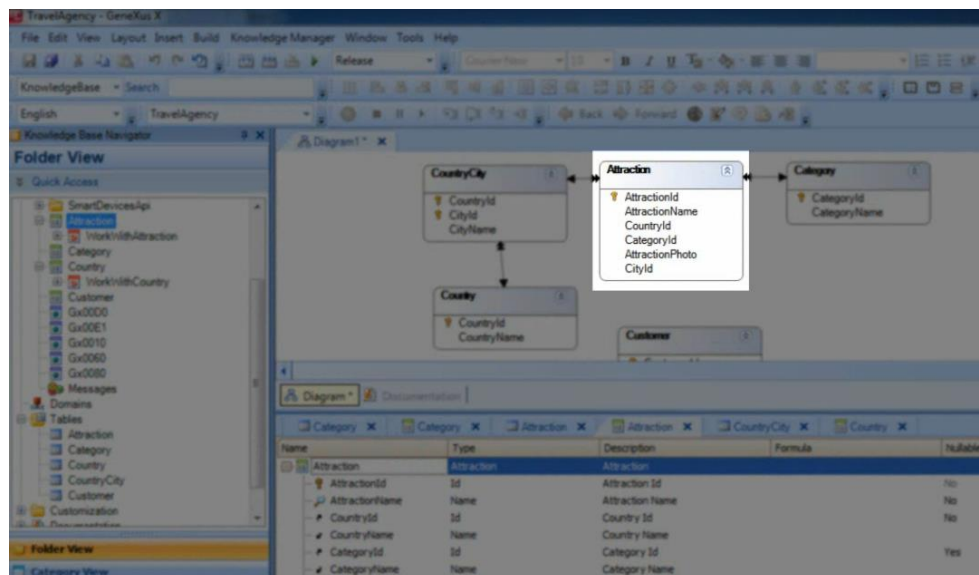 TravelAgency - GeneXus X
File Edit View Layout Insert Build Knowledge Manager Window Tools Help
Release Courier New 10 B I U
KnowledgeBase Search
English TravelAgency Back Forward
Knowledge Base Navigator
Folder View
Quick Access
SmartDevicesApi
Attraction
WorkWithAttraction
Category
Country
WorkWithCountry
Customer
Gx00D0
Gx00E1
Gx0010
Gx0060
Gx0080
Messages
Domains
Tables
Attraction
Category
Country
CountryCity
Customer
Customization
Documentation
Folder View
Category View
Diagram1*
CountryCity
CountryId
CityId
CityName
Attraction
AttractionId
AttractionName
CountryId
CategoryId
AttractionPhoto
CityId
Category
CategoryId
CategoryName
Country
CountryId
CountryName
Customer
Diagram * Documentation
Category Category Attraction Attraction CountryCity Country
Name Type Description Formula Nullable
Attraction Attraction Attraction
AttractionId Id Attraction Id No
AttractionName Name Attraction Name No
CountryId Id Country Id No
CountryName Name Country Name
CategoryId Id Category Id Yes
CategoryName Name Category Name